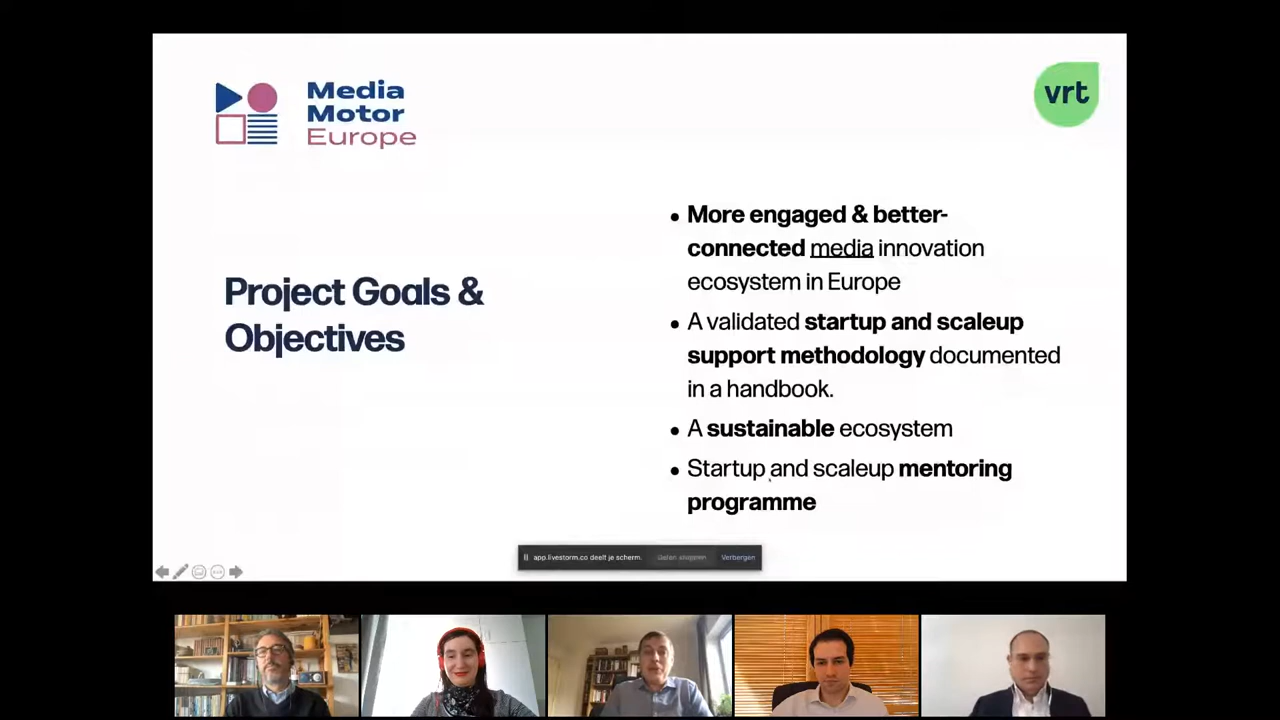 Media
Motor
Europe
vrt
Project Goals &
Objectives
• More engaged & better-
connected media innovation
ecosystem in Europe
• A validated startup and scaleup
support methodology documented
in a handbook.
• A sustainable ecosystem
• Startup and scaleup mentoring
programme
app.livestorm.co deelt je scherm.
Verbergen